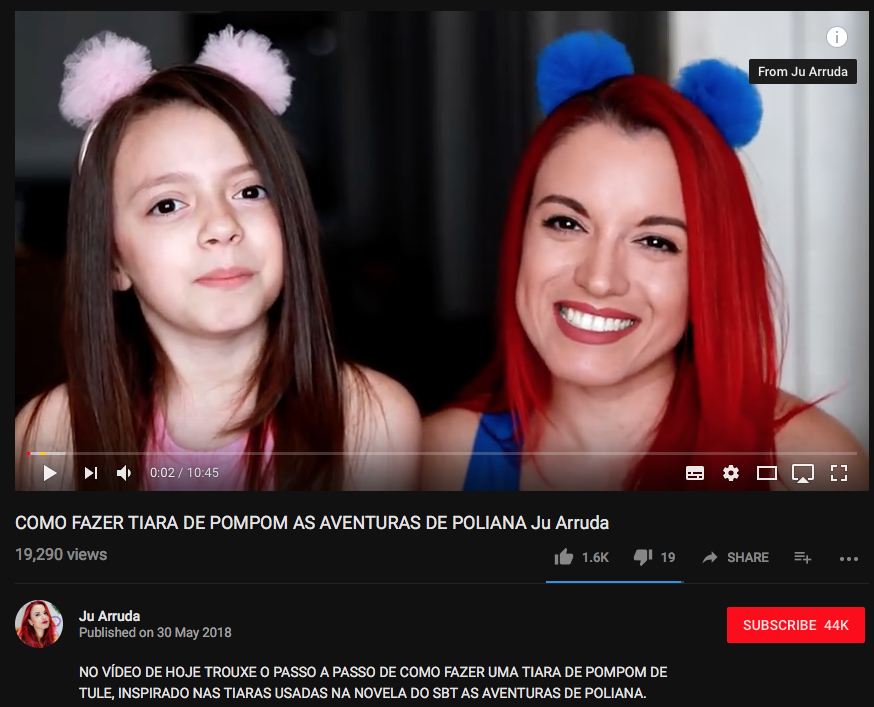 From Ju Arruda
0:02 / 10:45
COMO FAZER TIARA DE POMPOM AS AVENTURAS DE POLIANA Ju Arruda
19,290 views
1.6K 19 SHARE
Ju Arruda
Published on 30 May 2018
SUBSCRIBE 44K
NO VÍDEO DE HOJE TROUXE O PASSO A PASSO DE COMO FAZER UMA TIARA DE POMPOM DE
TULE, INSPIRADO NAS TIARAS USADAS NA NOVELA DO SBT AS AVENTURAS DE POLIANA.